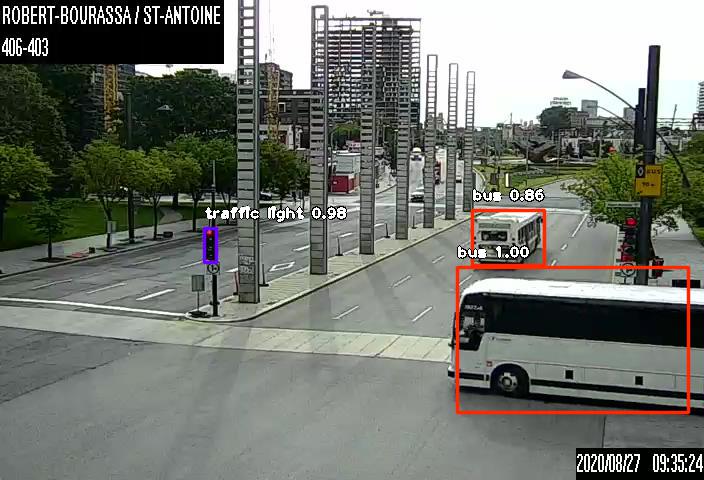 ROBERT-BOURASSA / ST-ANTOINE
406-403
bus 0.86
traffic light 0.98
bus 1.00
BUS
2020/08/27 09:35:24